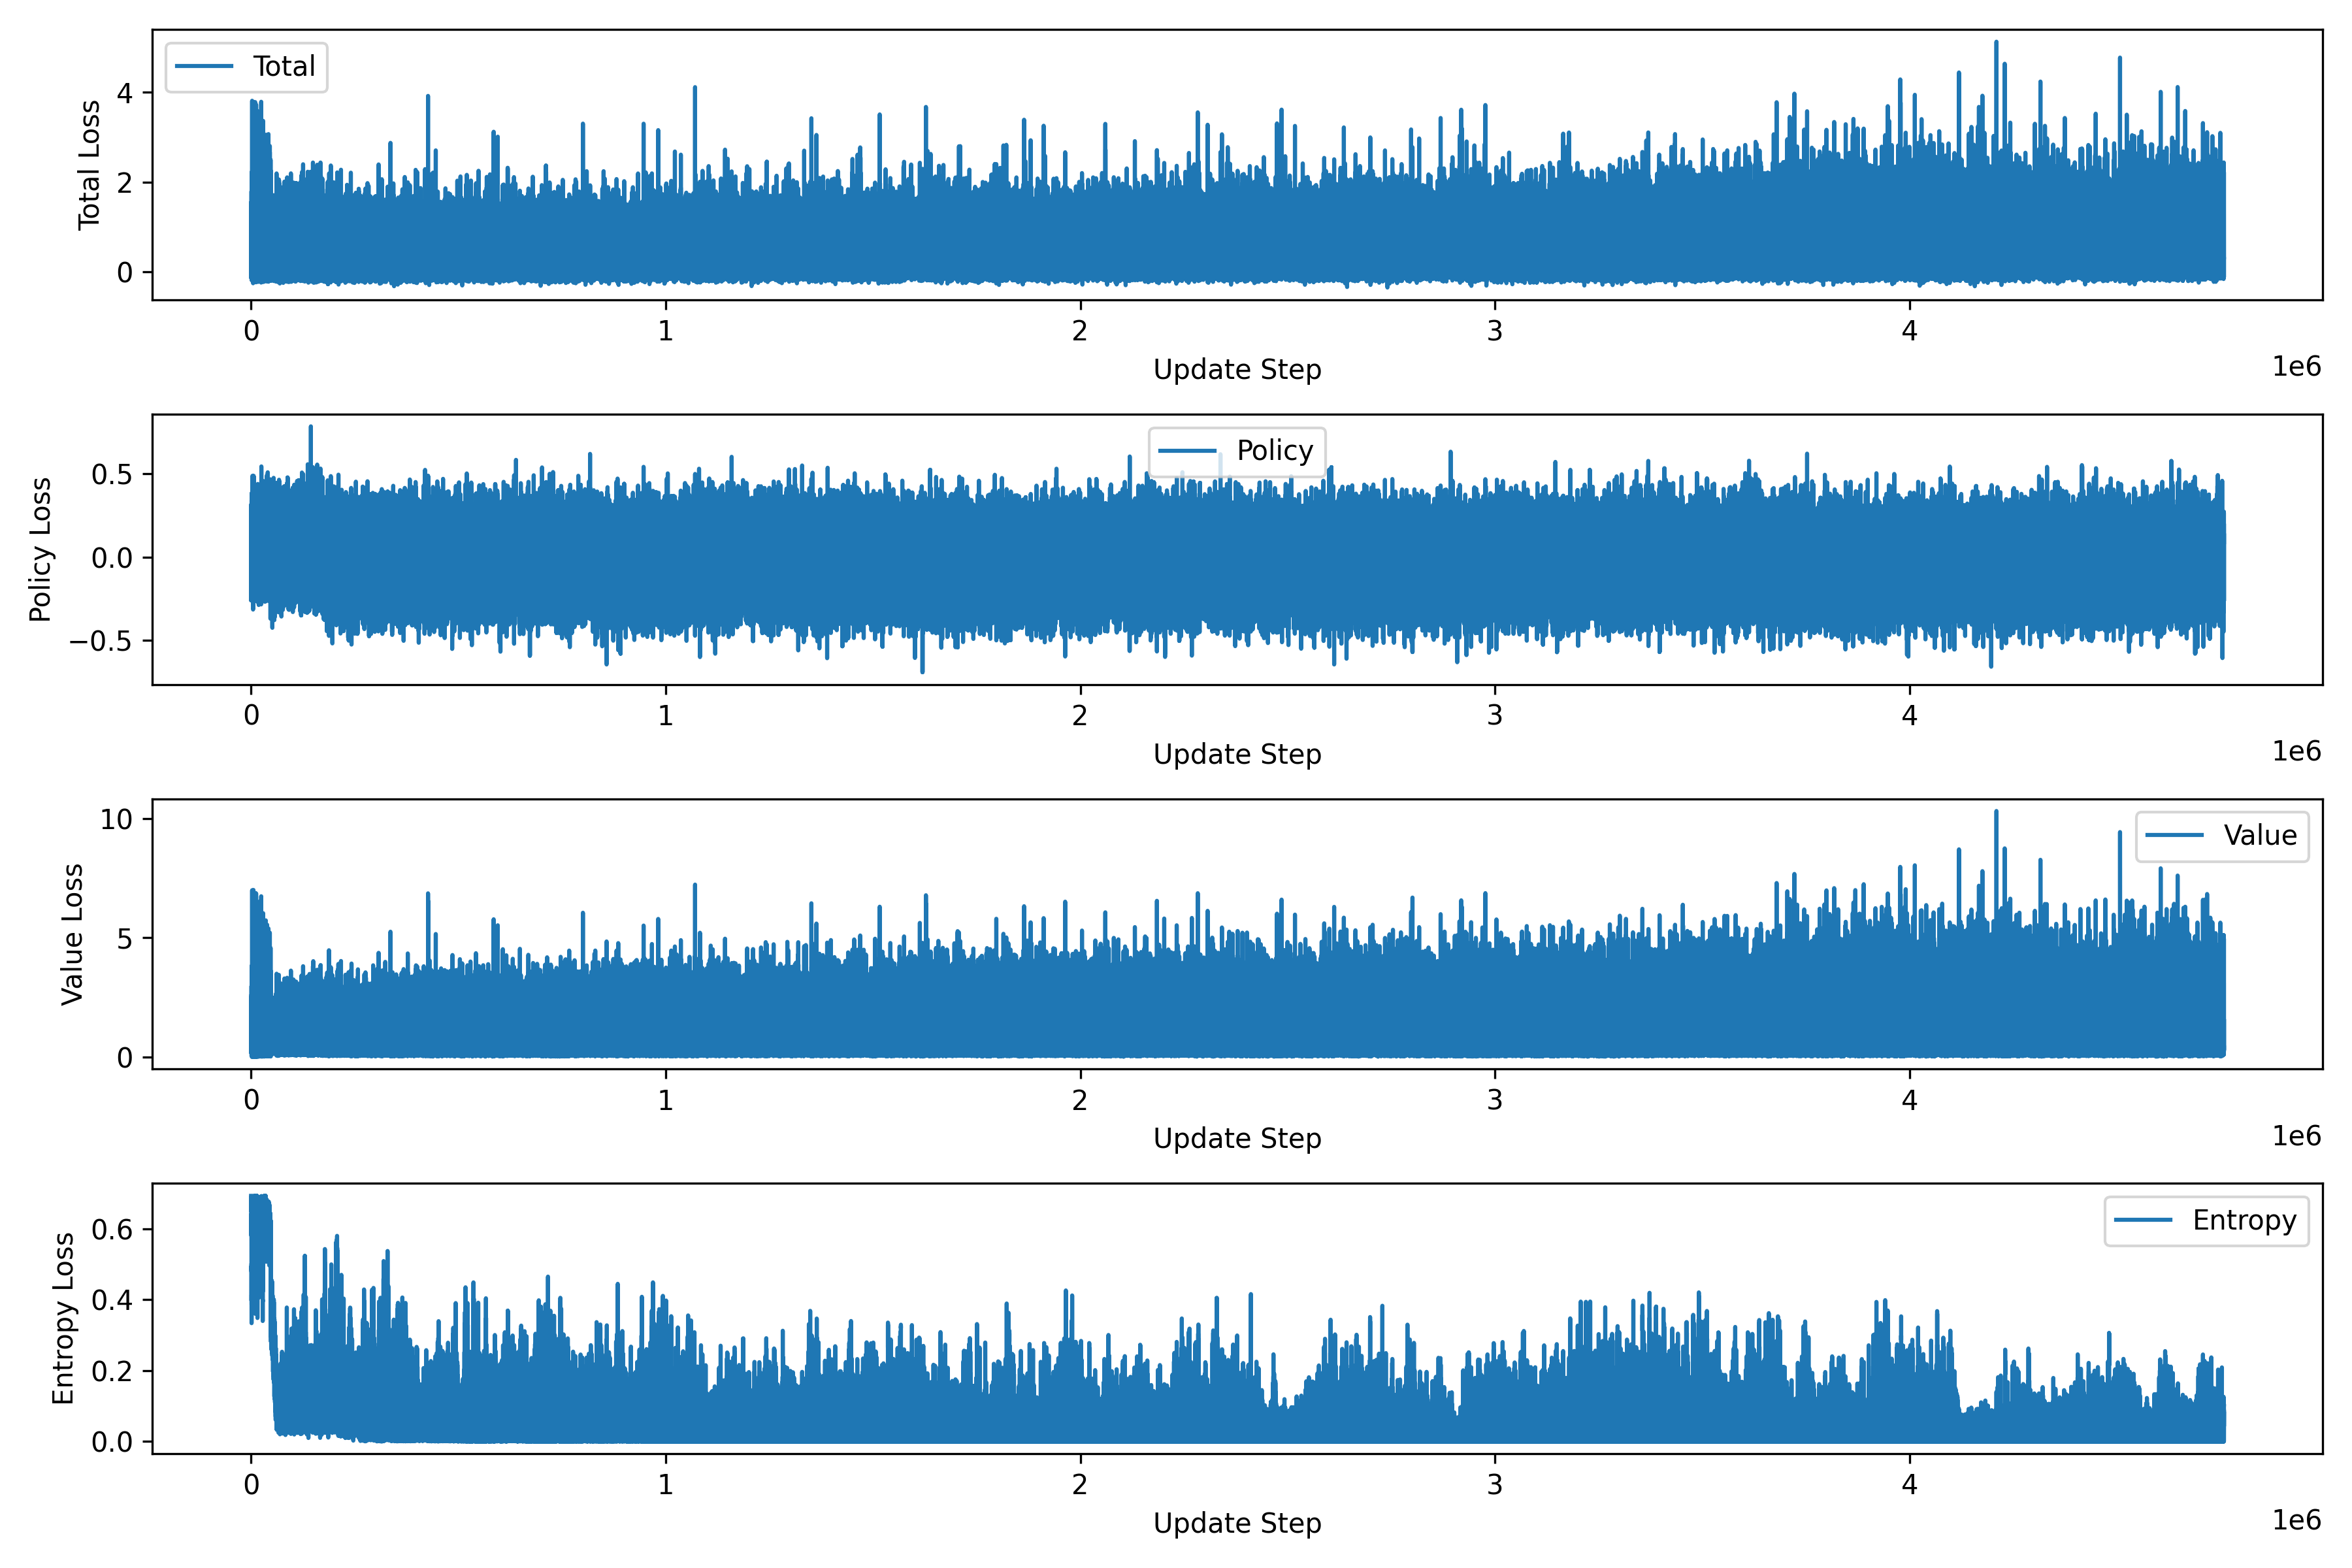 Total
Total Loss
4
2
0
0 1 2 3 4
Update Step
1e6
Policy
Policy Loss
0.5
0.0
−0.5
0 1 2 3 4
Update Step
1e6
Value
Value Loss
10
5
0
0 1 2 3 4
Update Step
1e6
Entropy
Entropy Loss
0.6
0.4
0.2
0.0
0 1 2 3 4
Update Step
1e6